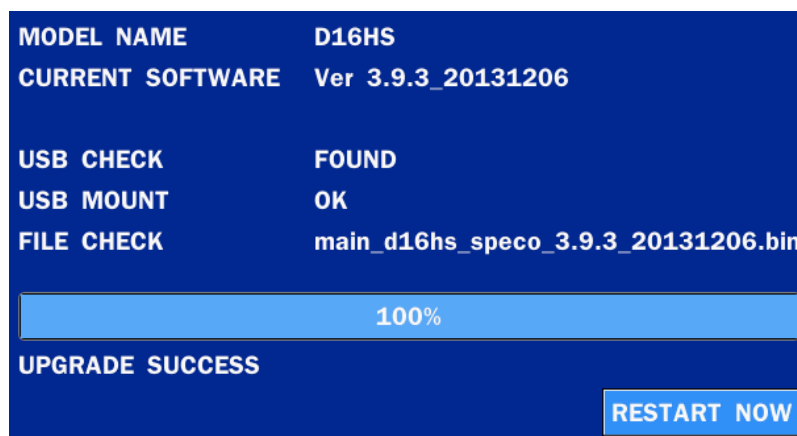 MODEL NAME D16HS
CURRENT SOFTWARE Ver 3.9.3_20131206
USB CHECK FOUND
USB MOUNT OK
FILE CHECK main_d16hs_speco_3.9.3_20131206.bin
100%
UPGRADE SUCCESS
RESTART NOW